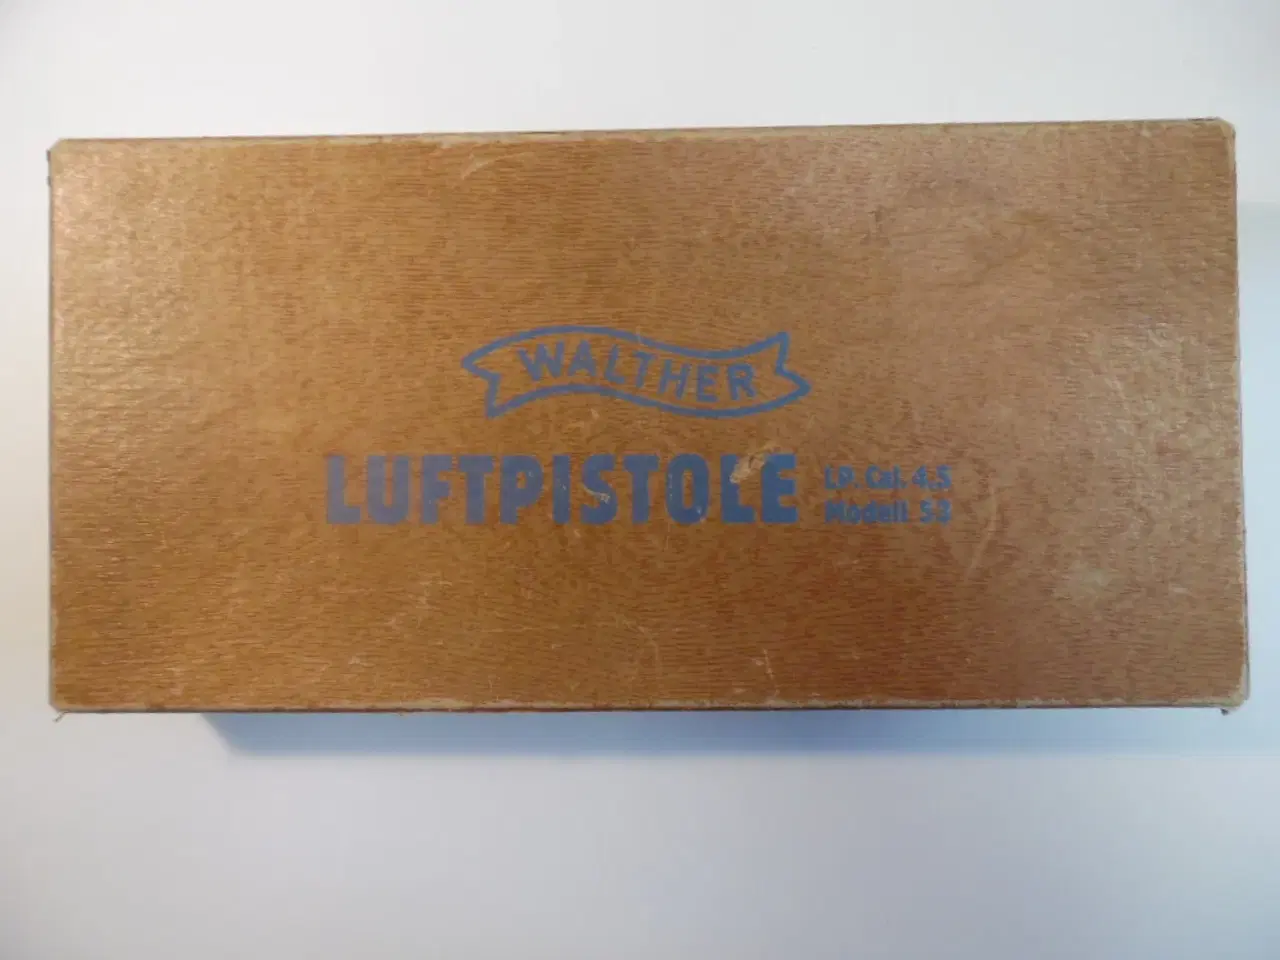 WALTHER
LUFTPISTOLE
LP. Cal. 4,5
Modell 53